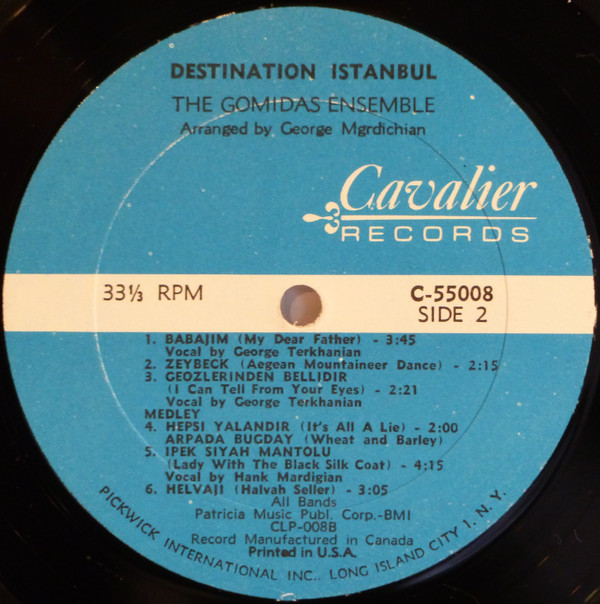 DESTINATION ISTANBUL
THE GOMIDAS ENSEMBLE
Arranged by George Mgrdichian
Cavalier
RECORDS
33⅓ RPM
C-55008
SIDE 2
1. BABAJIM (My Dear Father) - 3:45
Vocal by George Terkhanian
2. ZEYBECK (Aegean Mountaineer Dance) - 2:15
3. GEOZLERINDEN BELLIDIR
(I Can Tell From Your Eyes) - 2:21
Vocal by George Terkhanian
MEDLEY
4. HEPSI YALANDIR (It's All A Lie) - 2:00
ARPADA BUGDAY (Wheat and Barley)
5. IPEK SIYAH MANTOLU
(Lady With The Black Silk Coat) - 4:15
Vocal by Hank Mardigian
6. HELVAJI (Halvah Seller) - 3:05
All Bands
Patricia Music Publ. Corp.-BMI
CLP-008B
Record Manufactured in Canada
Printed in U.S.A.
PICKWICK INTERNATIONAL INC., LONG ISLAND CITY 1, N.Y.